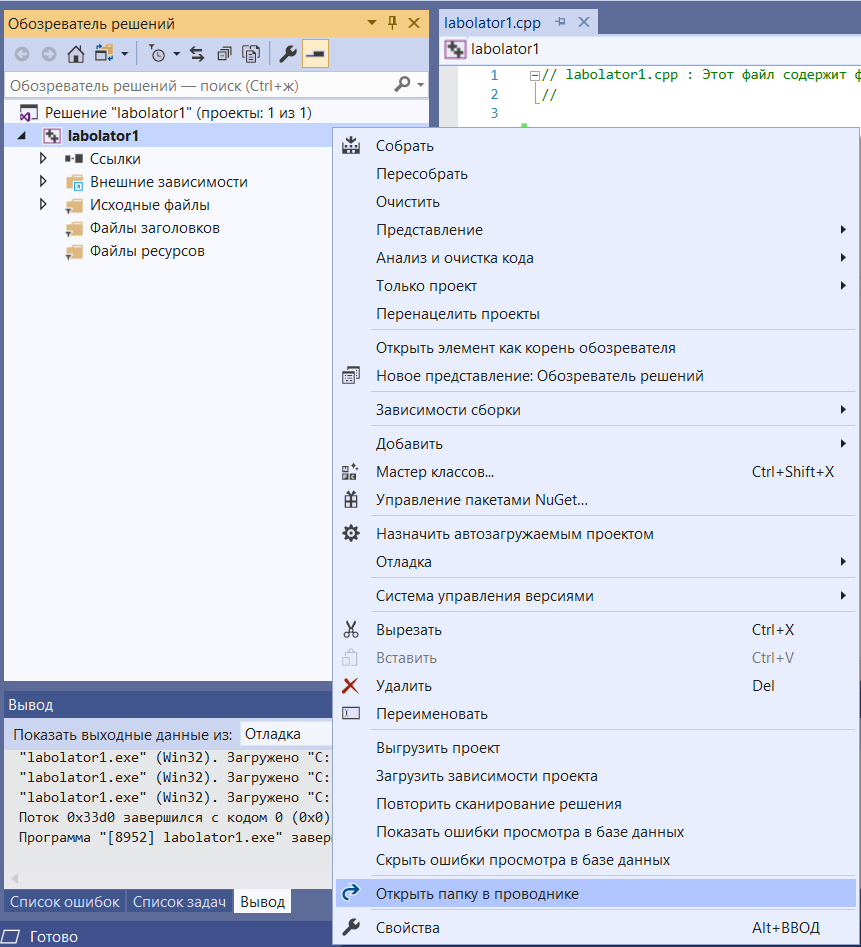 Обозреватель решений
Обозреватель решений — поиск (Ctrl+ж)
Решение "labolator1" (проекты: 1 из 1)
labolator1
Ссылки
Внешние зависимости
Исходные файлы
Файлы заголовков
Файлы ресурсов
labolator1.cpp
labolator1
1 // labolator1.cpp : Этот файл содержит ф
2 //
3
Собрать
Пересобрать
Очистить
Представление
Анализ и очистка кода
Только проект
Перенацелить проекты
Открыть элемент как корень обозревателя
Новое представление: Обозреватель решений
Зависимости сборки
Добавить
Мастер классов... Ctrl+Shift+X
Управление пакетами NuGet...
Назначить автозагружаемым проектом
Отладка
Система управления версиями
Вырезать Ctrl+X
Вставить Ctrl+V
Удалить Del
Переименовать
Выгрузить проект
Загрузить зависимости проекта
Повторить сканирование решения
Показать ошибки просмотра в базе данных
Скрыть ошибки просмотра в базе данных
Открыть папку в проводнике
Свойства Alt+ВВОД
Вывод
Показать выходные данные из: Отладка
"labolator1.exe" (Win32). Загружено "C:
"labolator1.exe" (Win32). Загружено "C:
"labolator1.exe" (Win32). Загружено "C:
Поток 0x33d0 завершился с кодом 0 (0x0)
Программа "[8952] labolator1.exe" завер
Список ошибок Список задач Вывод
Готово